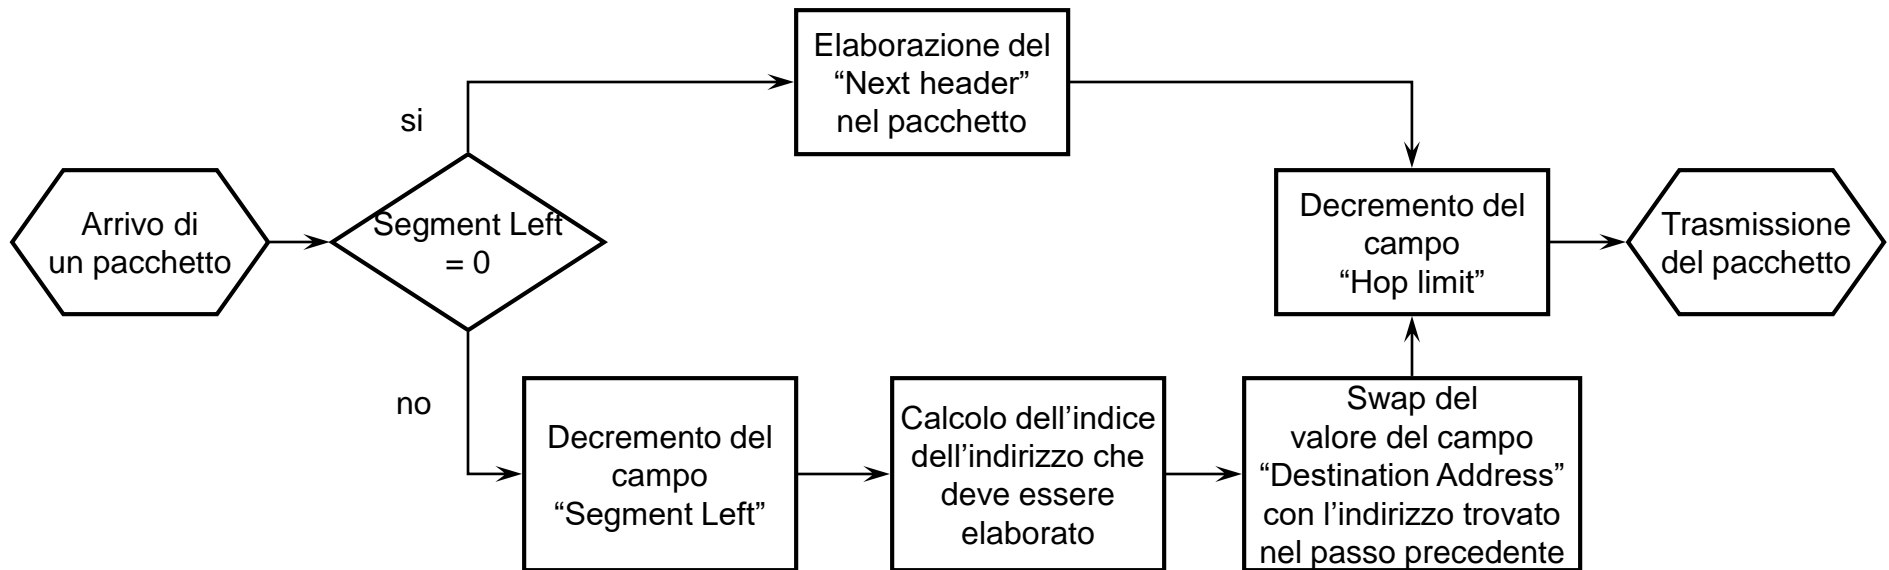 Elaborazione del
“Next header”
nel pacchetto
si
Arrivo di
un pacchetto
Segment Left
= 0
Decremento del
campo
“Hop limit”
Trasmissione
del pacchetto
no
Decremento del
campo
“Segment Left”
Calcolo dell’indice
dell’indirizzo che
deve essere
elaborato
Swap del
valore del campo
“Destination Address”
con l’indirizzo trovato
nel passo precedente